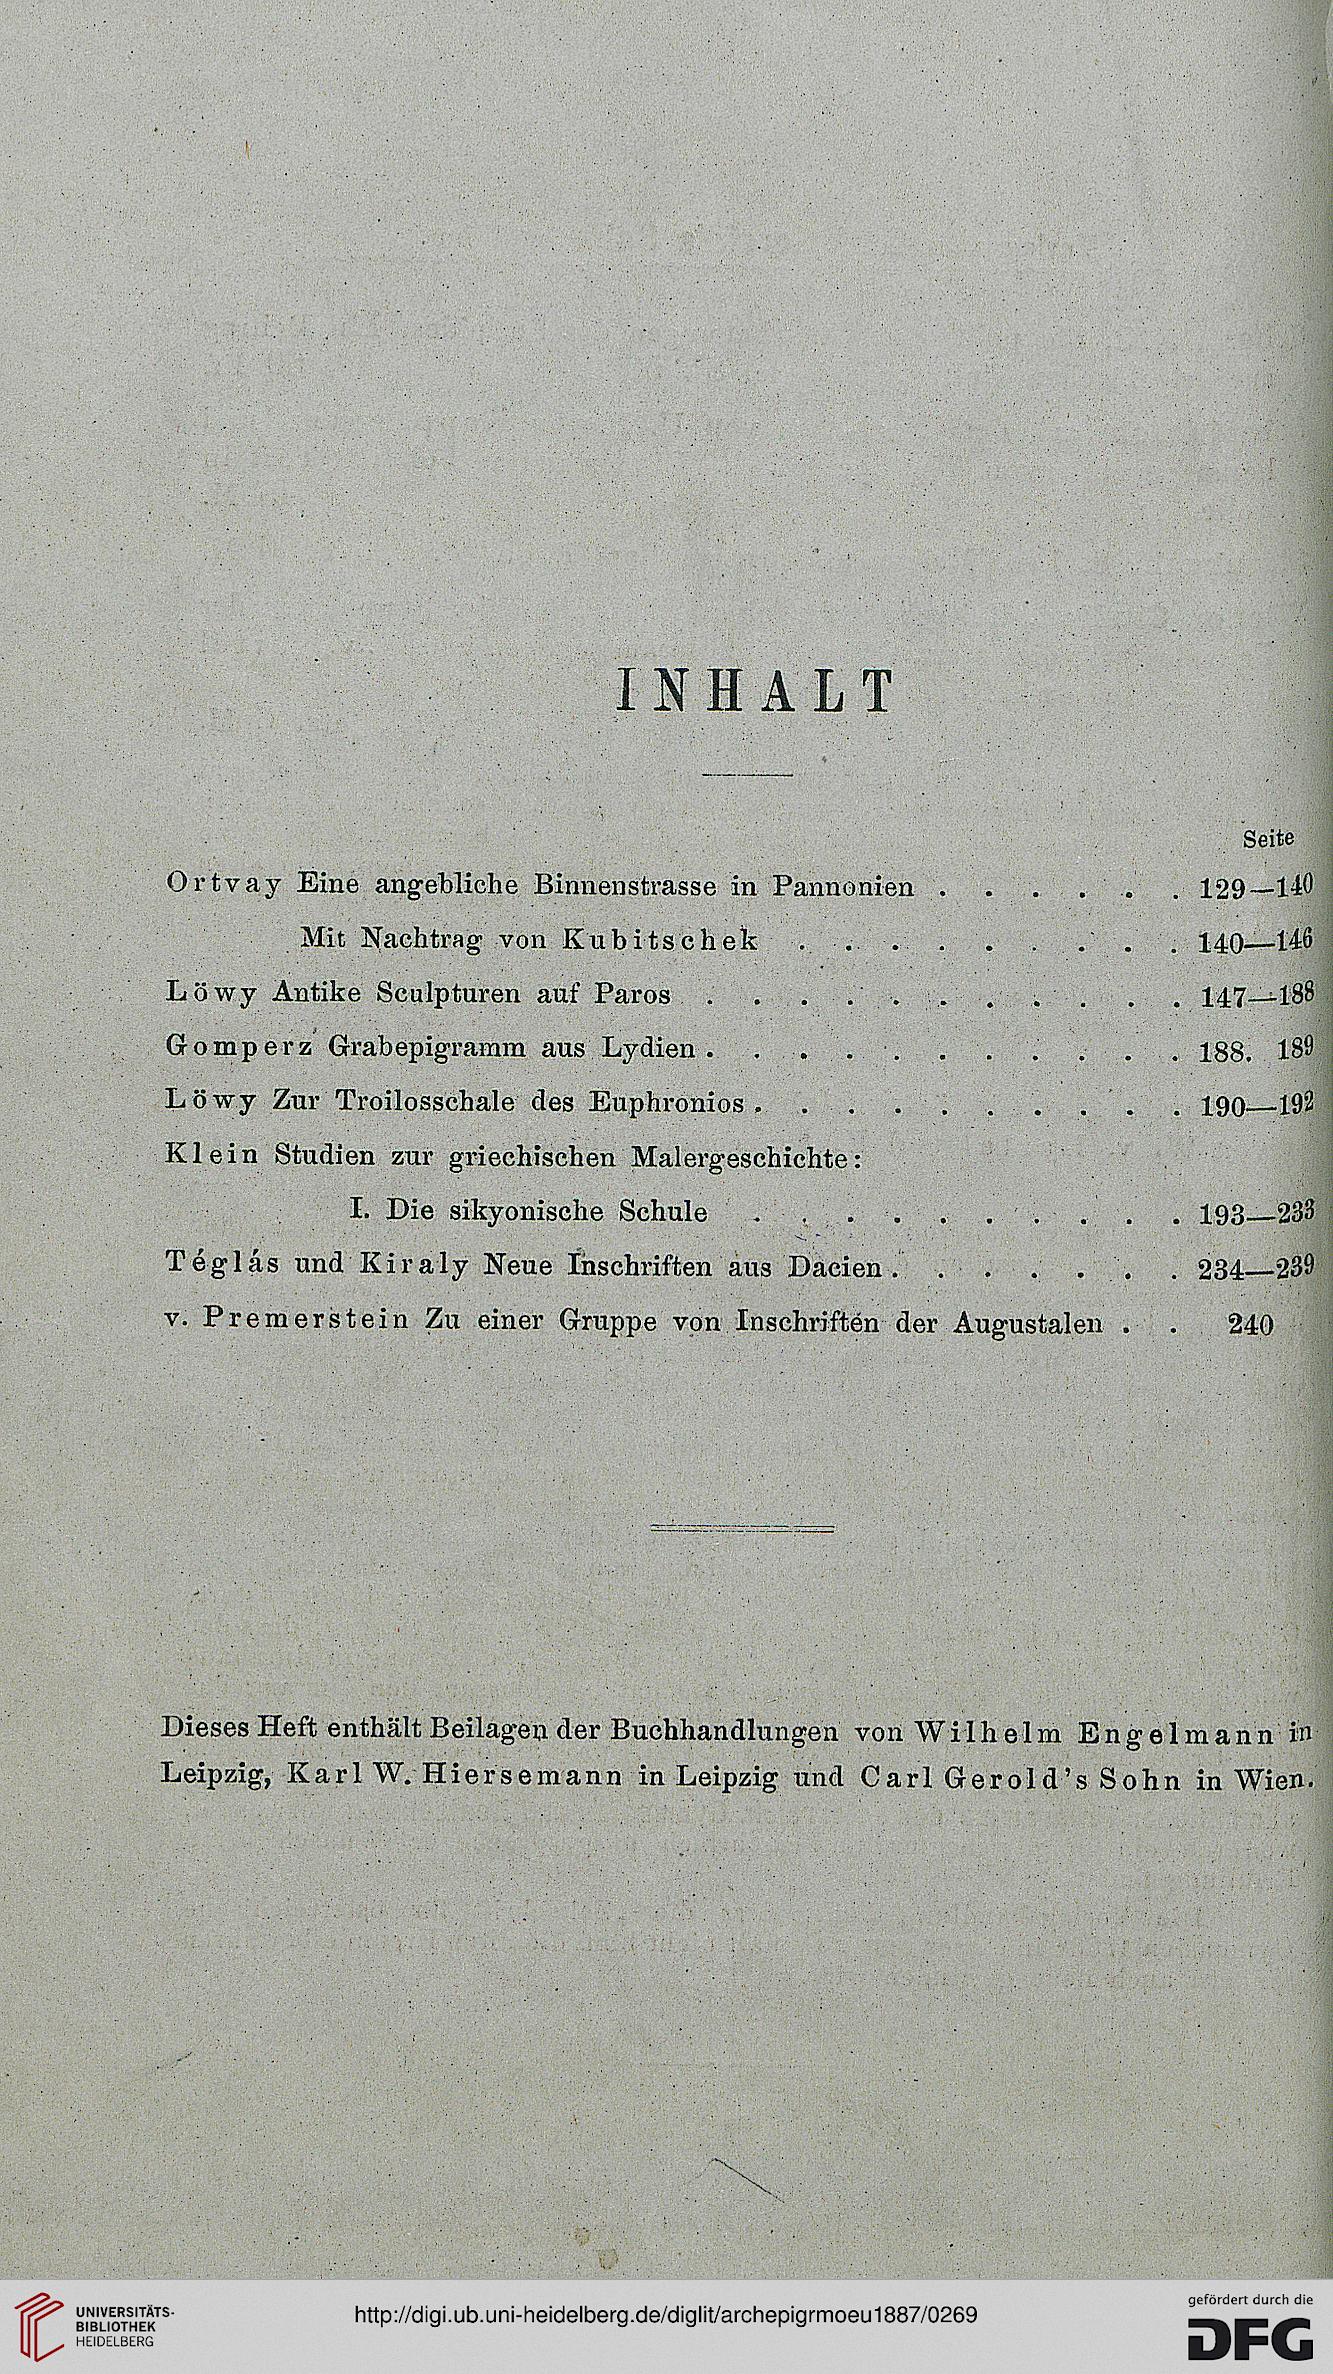 INHALT
Seite
Ortvay Eine angebliche Binnenstrasse in Pannonien . . . . . . 129—140
Mit Nachtrag von Kubitschek . . . . . . . . . 140—146
Löwy Antike Sculpturen auf Paros . . . . . . . . . . . 147—188
Gomperz Grabepigramm aus Lydien . . . . . . . . . . . 188. 189
Löwy Zur Troilosschale des Euphronios . . . . . . . . . . 190—192
Klein Studien zur griechischen Malergeschichte:
I. Die sikyonische Schule . . . . . . . . . . 193—233
Téglás und Kiraly Neue Inschriften aus Dacien . . . . . . . 234—239
v. Premerstein Zu einer Gruppe von Inschriften der Augustalen . . 240
Dieses Heft enthält Beilagen der Buchhandlungen von Wilhelm Engelmann in
Leipzig, Karl W. Hiersemann in Leipzig und Carl Gerold's Sohn in Wien.
UNIVERSITÄTS-
BIBLIOTHEK
HEIDELBERG
http://digi.ub.uni-heidelberg.de/diglit/archepigrmoeu1887/0269
gefördert durch die
DFG